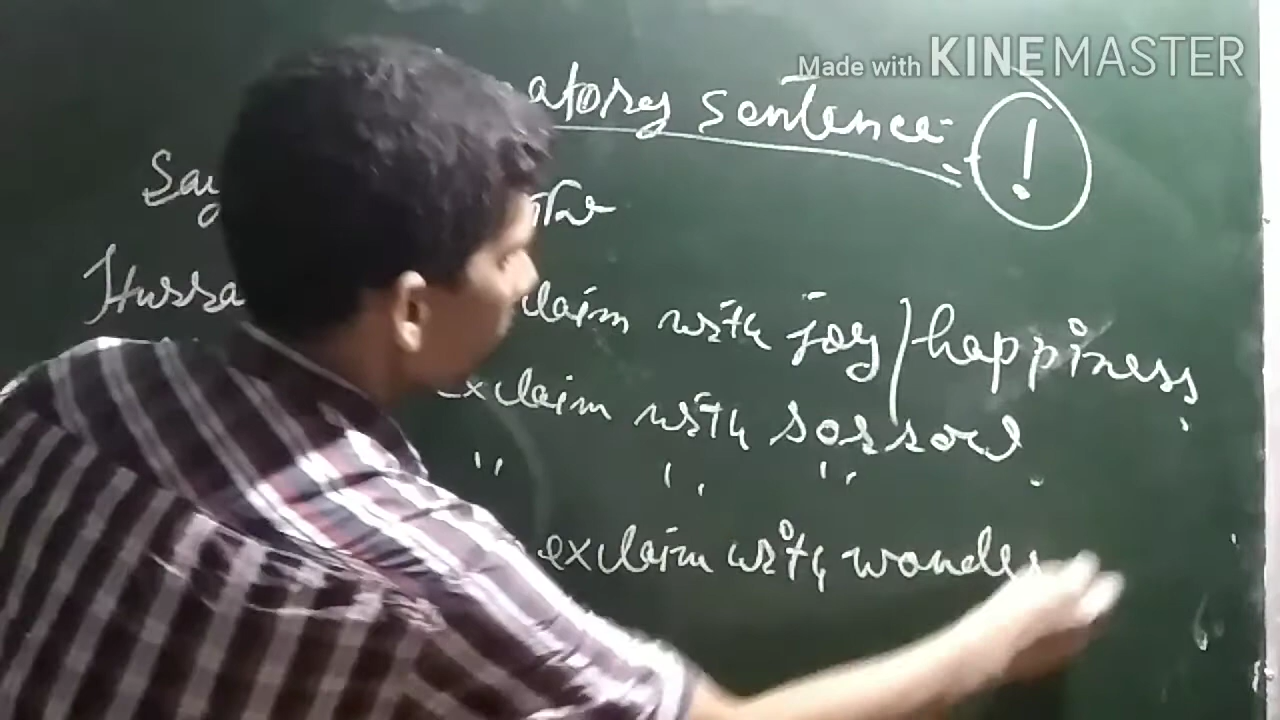 Made with KINEMASTER
atory sentence :- !
Say
Hurra claim with joy/happiness
exclaim with sorrow
" " " "
exclaim with wonder